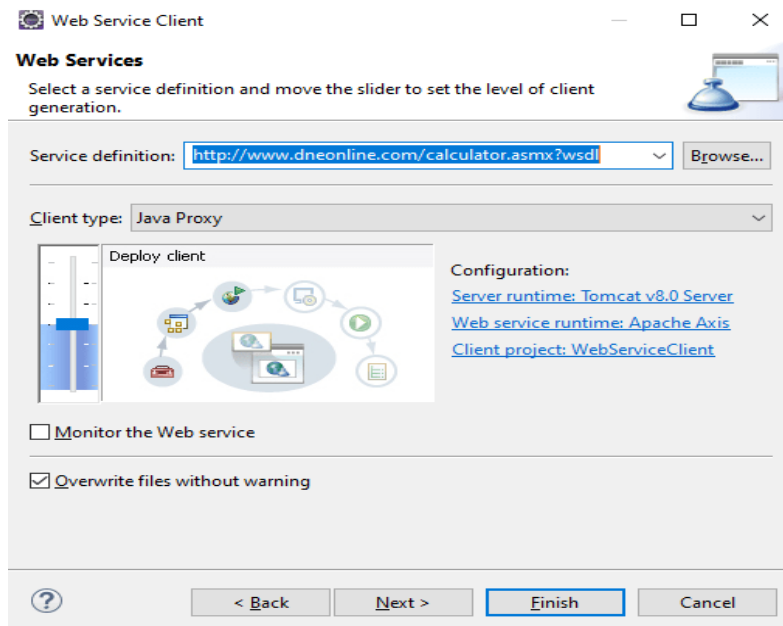 Web Service Client
Web Services
Select a service definition and move the slider to set the level of client
generation.
Service definition: http://www.dneonline.com/calculator.asmx?wsdl Browse...
Client type: Java Proxy
Deploy client
Configuration:
Server runtime: Tomcat v8.0 Server
Web service runtime: Apache Axis
Client project: WebServiceClient
Monitor the Web service
Overwrite files without warning
? < Back Next > Finish Cancel